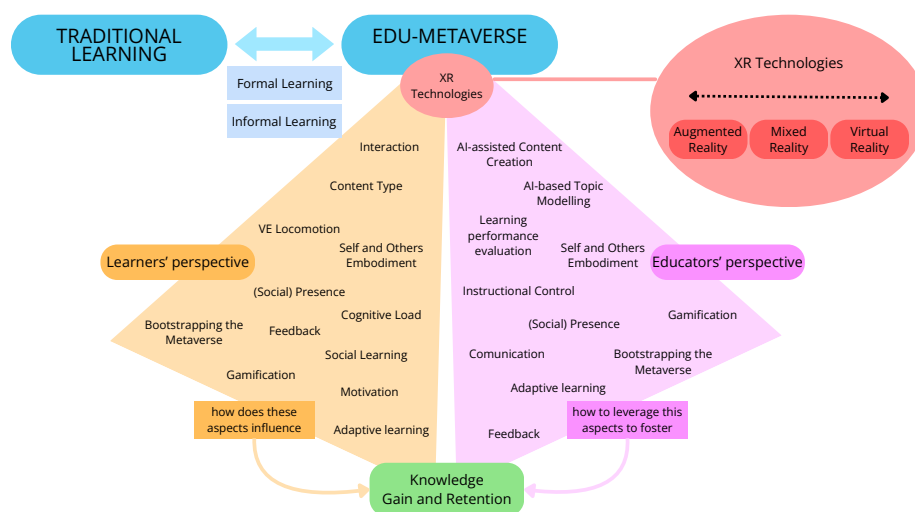 TRADITIONAL
LEARNING
EDU-METAVERSE
Formal Learning
Informal Learning
XR
Technologies
XR Technologies
Augmented
Reality
Mixed
Reality
Virtual
Reality
Learners' perspective
Interaction
Content Type
VE Locomotion
Self and Others
Embodiment
(Social) Presence
Cognitive Load
Bootstrapping the
Metaverse
Feedback
Social Learning
Gamification
Motivation
Adaptive learning
how does these
aspects influence
Educators' perspective
AI-assisted Content
Creation
AI-based Topic
Modelling
Learning
performance
evaluation
Self and Others
Embodiment
Instructional Control
(Social) Presence
Gamification
Comunication
Bootstrapping the
Metaverse
Adaptive learning
Feedback
how to leverage this
aspects to foster
Knowledge
Gain and Retention